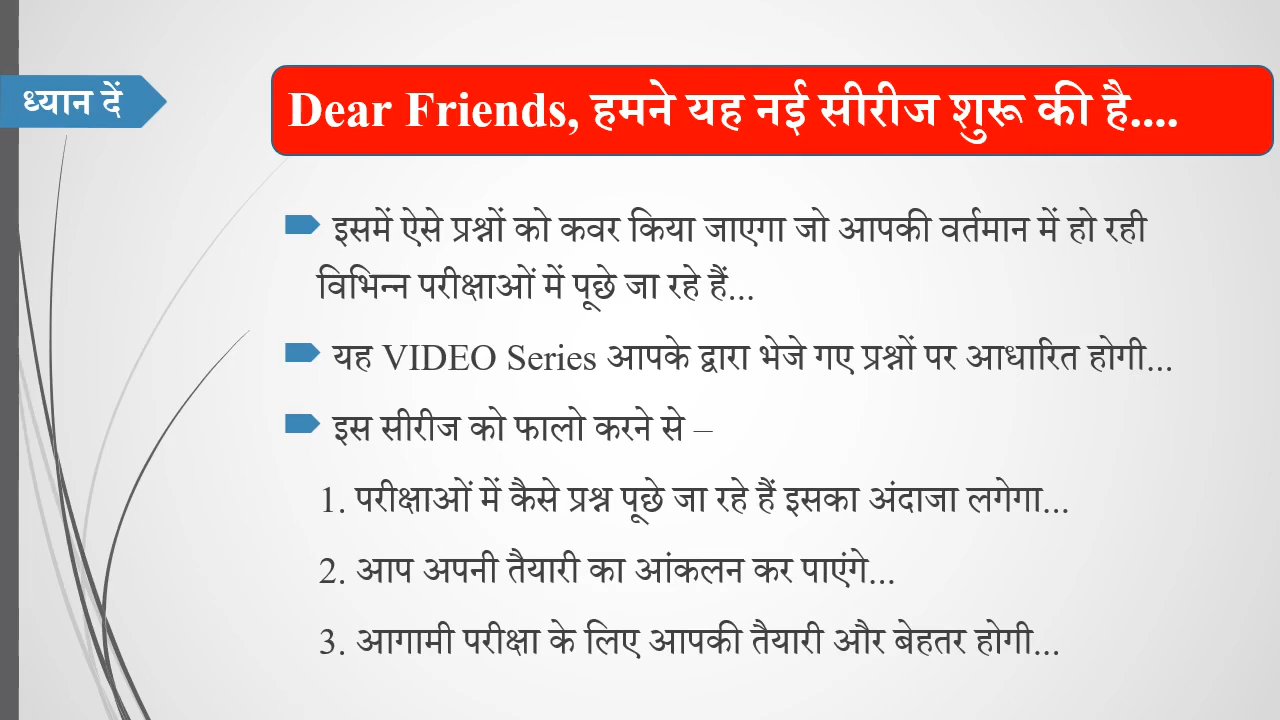 ध्यान दें
Dear Friends, हमने यह नई सीरीज शुरू की है....
इसमें ऐसे प्रश्नों को कवर किया जाएगा जो आपकी वर्तमान में हो रही
विभिन्न परीक्षाओं में पूछे जा रहे हैं...
यह VIDEO Series आपके द्वारा भेजे गए प्रश्नों पर आधारित होगी...
इस सीरीज को फालो करने से –
1. परीक्षाओं में कैसे प्रश्न पूछे जा रहे हैं इसका अंदाजा लगेगा...
2. आप अपनी तैयारी का आंकलन कर पाएंगे...
3. आगामी परीक्षा के लिए आपकी तैयारी और बेहतर होगी...